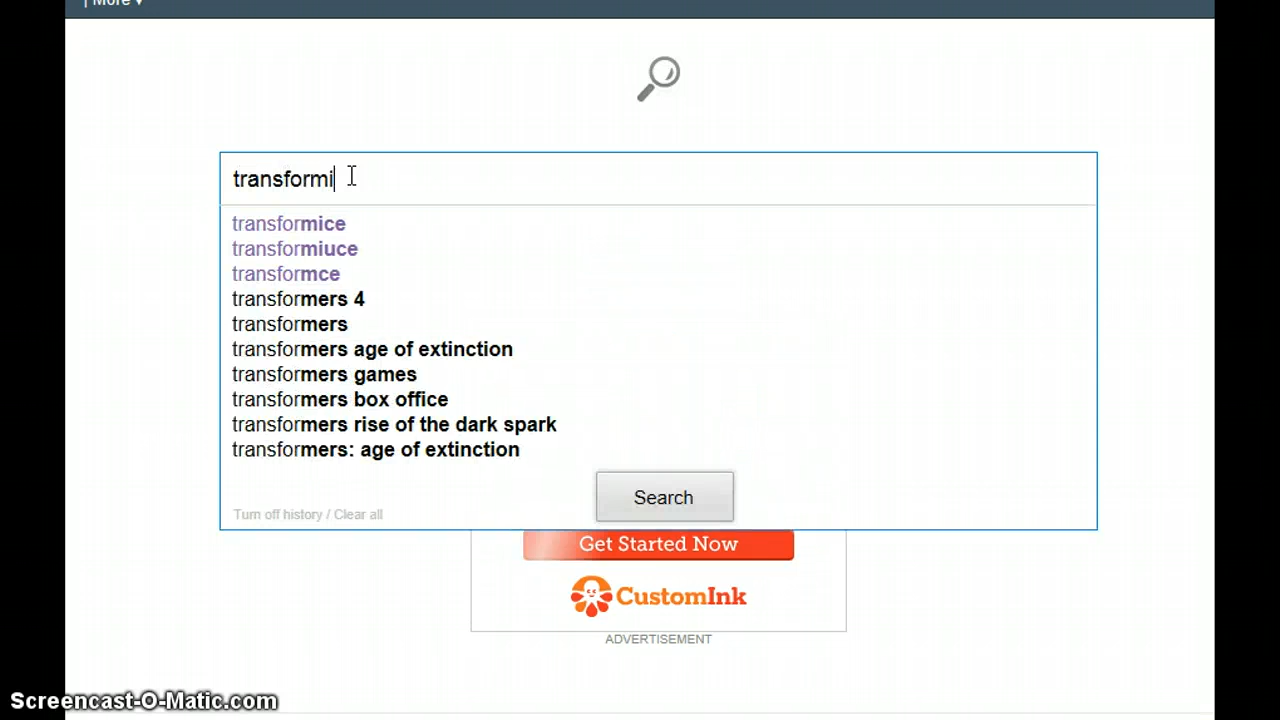 | More ▾
transformi
transformice
transformiuce
transformce
transformers 4
transformers
transformers age of extinction
transformers games
transformers box office
transformers rise of the dark spark
transformers: age of extinction
Search
Turn off history / Clear all
Get Started Now
CustomInk
ADVERTISEMENT
Screencast-O-Matic.com